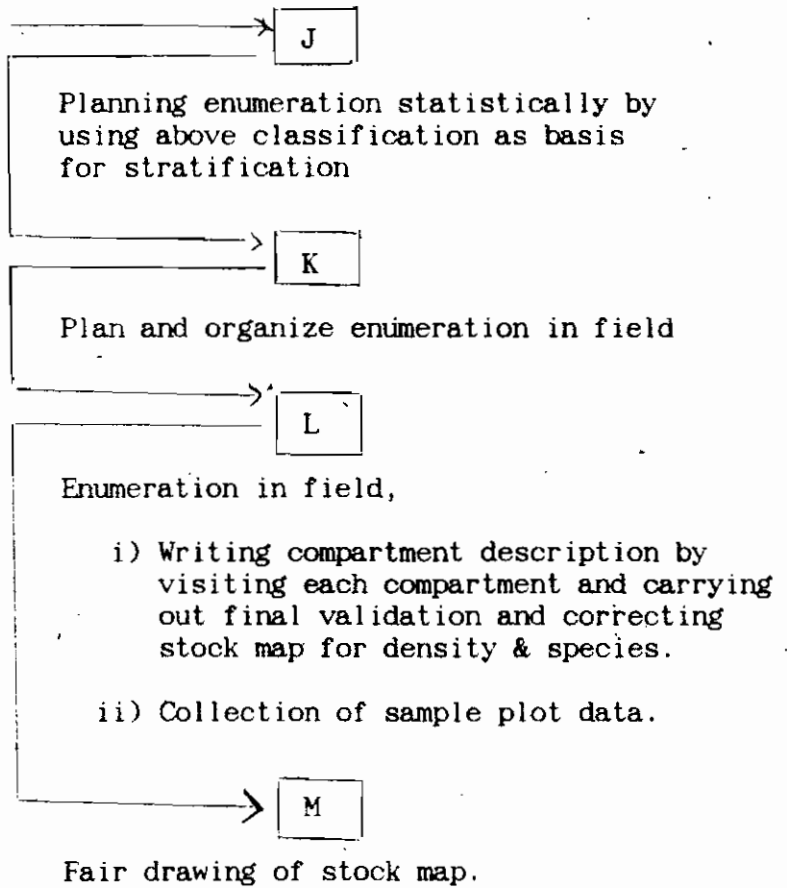 J
Planning enumeration statistically by
using above classification as basis
for stratification
K
Plan and organize enumeration in field
L
Enumeration in field,
i) Writing compartment description by
visiting each compartment and carrying
out final validation and correcting
stock map for density & species.
ii) Collection of sample plot data.
M
Fair drawing of stock map.